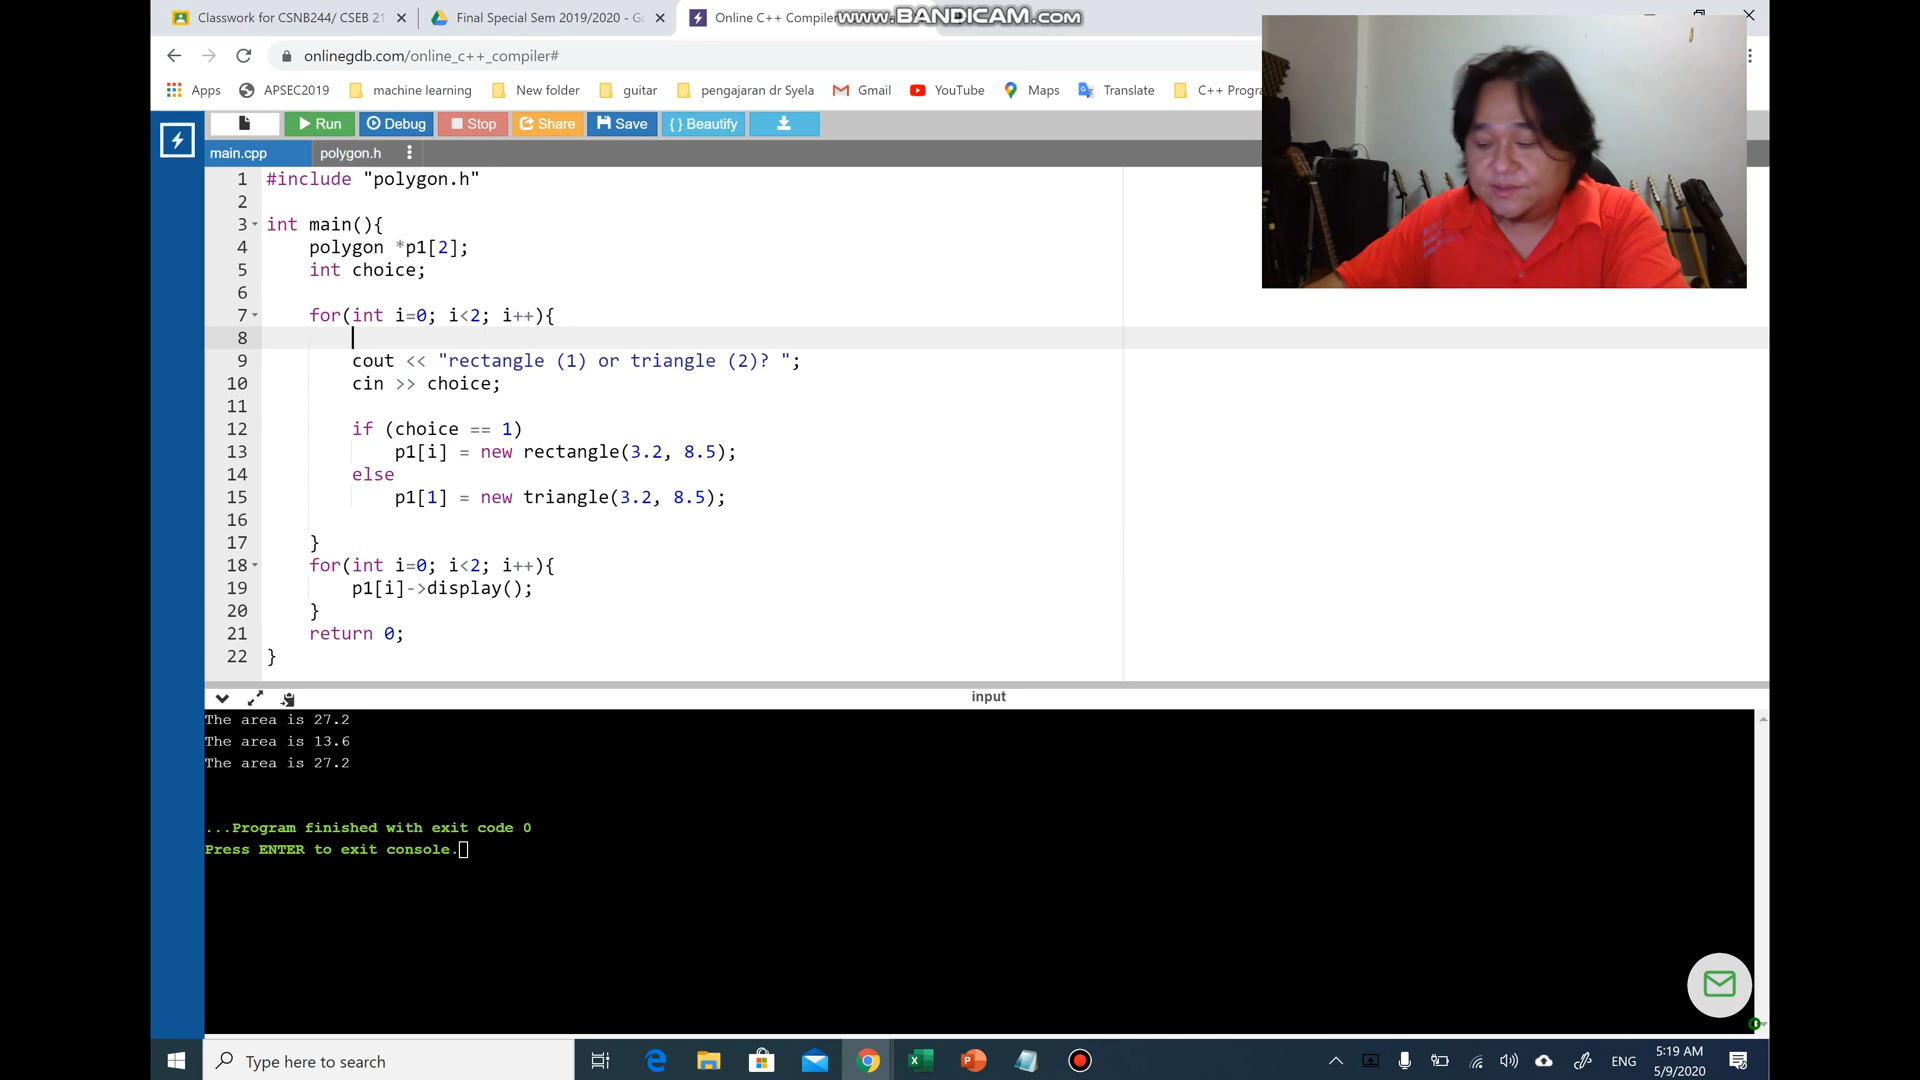 Classwork for CSNB244/ CSEB 21
Final Special Sem 2019/2020 - Go
Online C++ Compiler
www.BANDICAM.com
onlinegdb.com/online_c++_compiler#
Apps
APSEC2019
machine learning
New folder
guitar
pengajaran dr Syela
Gmail
YouTube
Maps
Translate
C++ Progra
Run
Debug
Stop
Share
Save
{ } Beautify
main.cpp
polygon.h
1 #include "polygon.h"
2
3 int main(){
4 polygon *p1[2];
5 int choice;
6
7 for(int i=0; i<2; i++){
8
9 cout << "rectangle (1) or triangle (2)? ";
10 cin >> choice;
11
12 if (choice == 1)
13 p1[i] = new rectangle(3.2, 8.5);
14 else
15 p1[1] = new triangle(3.2, 8.5);
16
17 }
18 for(int i=0; i<2; i++){
19 p1[i]->display();
20 }
21 return 0;
22 }
input
The area is 27.2
The area is 13.6
The area is 27.2
...Program finished with exit code 0
Press ENTER to exit console.
Type here to search
ENG
5:19 AM
5/9/2020